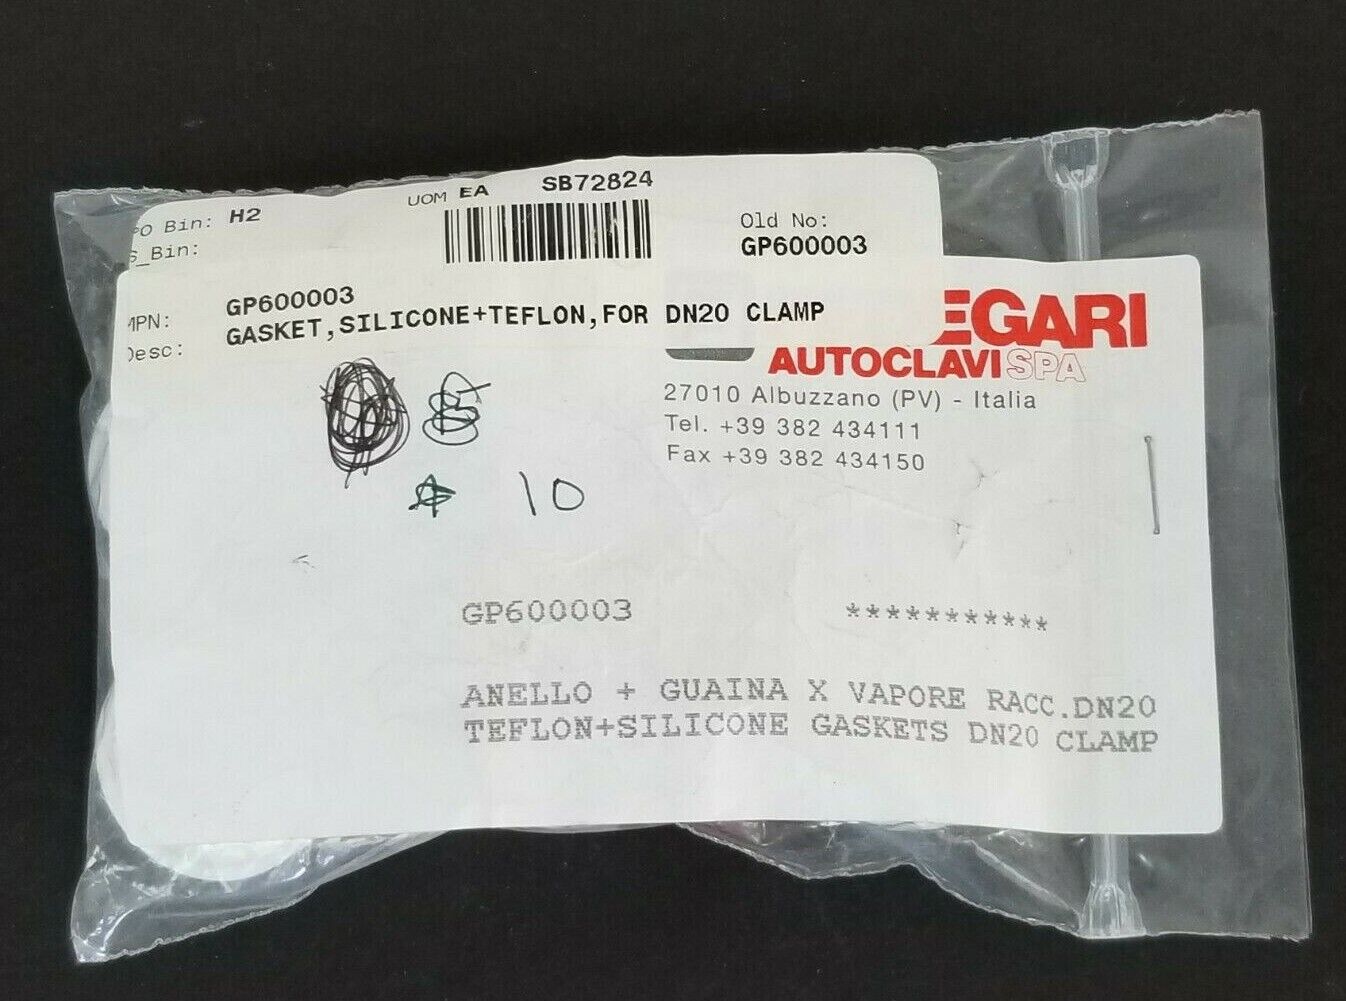 PO Bin: H2
UOM EA SB72824
S_Bin:
Old No:
GP600003
MPN: GP600003
Desc: GASKET,SILICONE+TEFLON,FOR DN20 CLAMP
EGARI
AUTOCLAVI SPA
27010 Albuzzano (PV) - Italia
Tel. +39 382 434111
Fax +39 382 434150
10
GP600003 ***********
ANELLO + GUAINA X VAPORE RACC.DN20
TEFLON+SILICONE GASKETS DN20 CLAMP